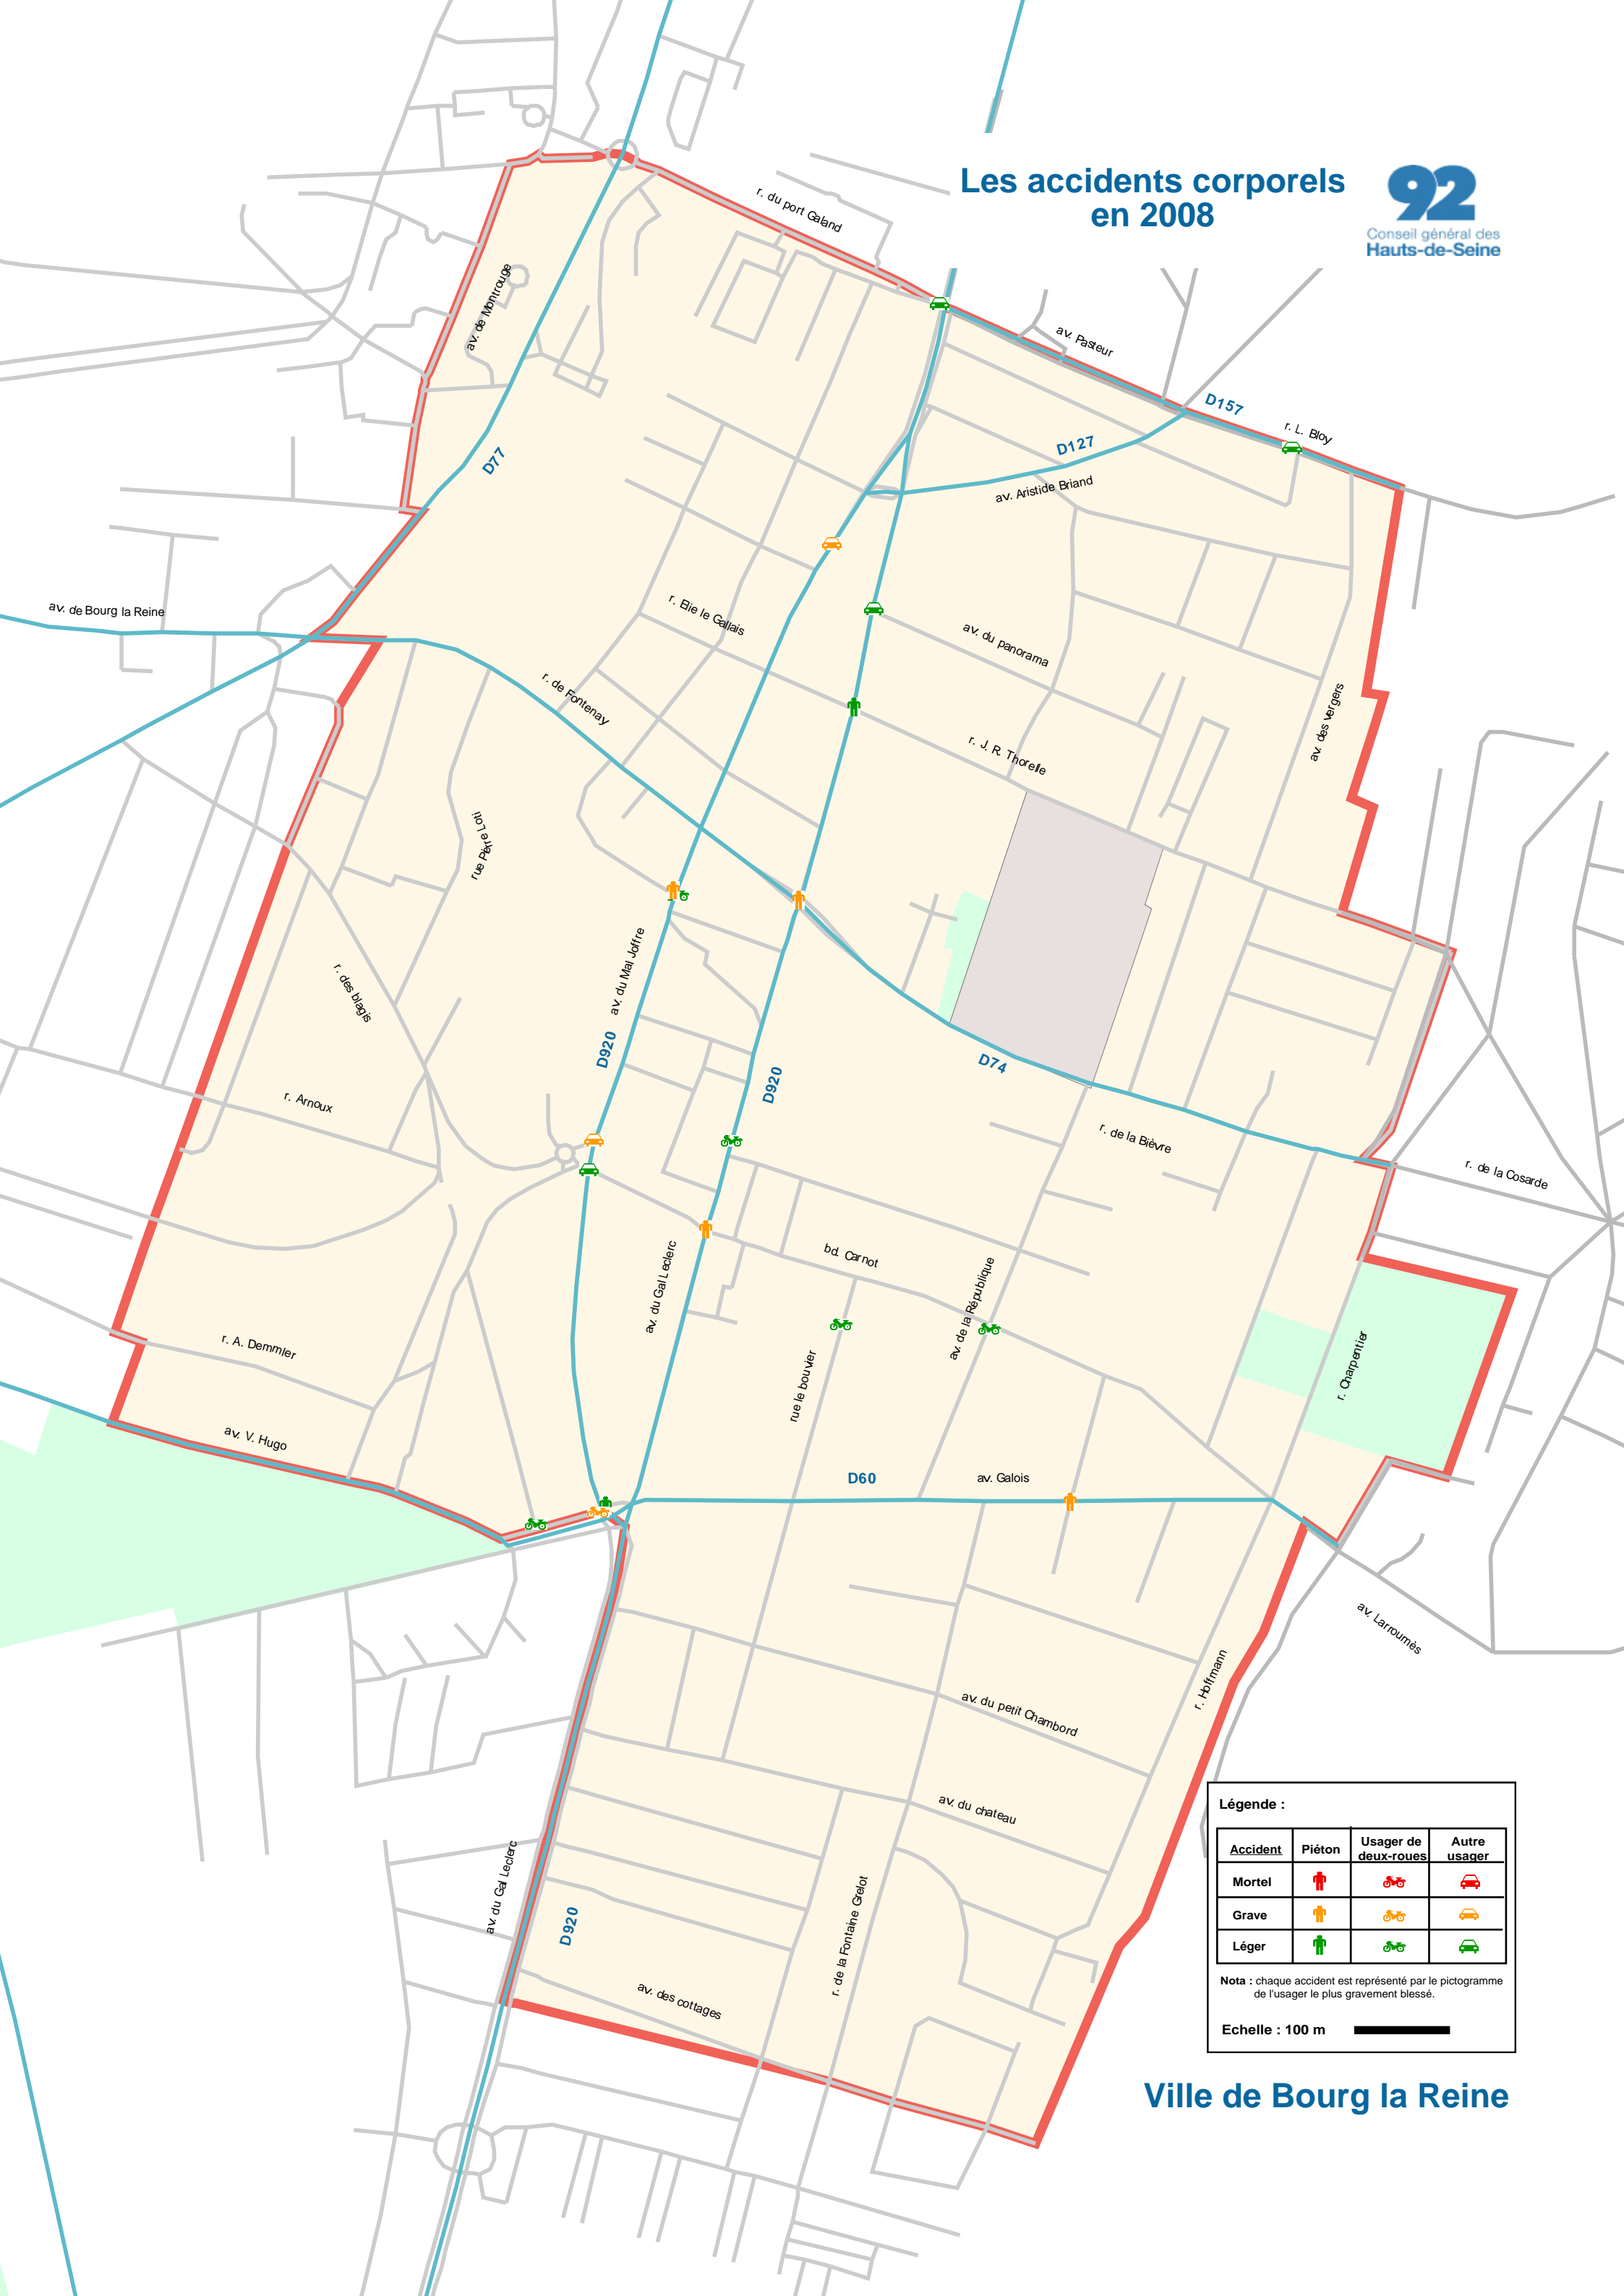 Les accidents corporels
en 2008
92
Conseil général des
Hauts-de-Seine
r. du port Galand
av. de Montrouge
av. Pasteur
D157
r. L. Bloy
D127
D77
av. Aristide Briand
av. de Bourg la Reine
r. Elie le Gallais
av. du panorama
r. de Fontenay
av. des vergers
r. J. R. Thorelle
rue Pierre Loti
av. du Mal Joffre
r. des blagis
D920
D920
D74
r. Arnoux
r. de la Bièvre
r. de la Cosarde
bd. Carnot
av. du Gal Leclerc
av. de la République
r. A. Demmler
rue le bouvier
r. Charpentier
av. V. Hugo
D60
av. Galois
av. Larroumès
r. Hoffmann
av. du petit Chambord
av. du chateau
av. du Gal Leclerc
D920
r. de la Fontaine Grelot
av. des cottages
Légende :
Accident Piéton Usager de deux-roues Autre usager
Mortel
Grave
Léger
Nota : chaque accident est représenté par le pictogramme
de l'usager le plus gravement blessé.
Echelle : 100 m
Ville de Bourg la Reine